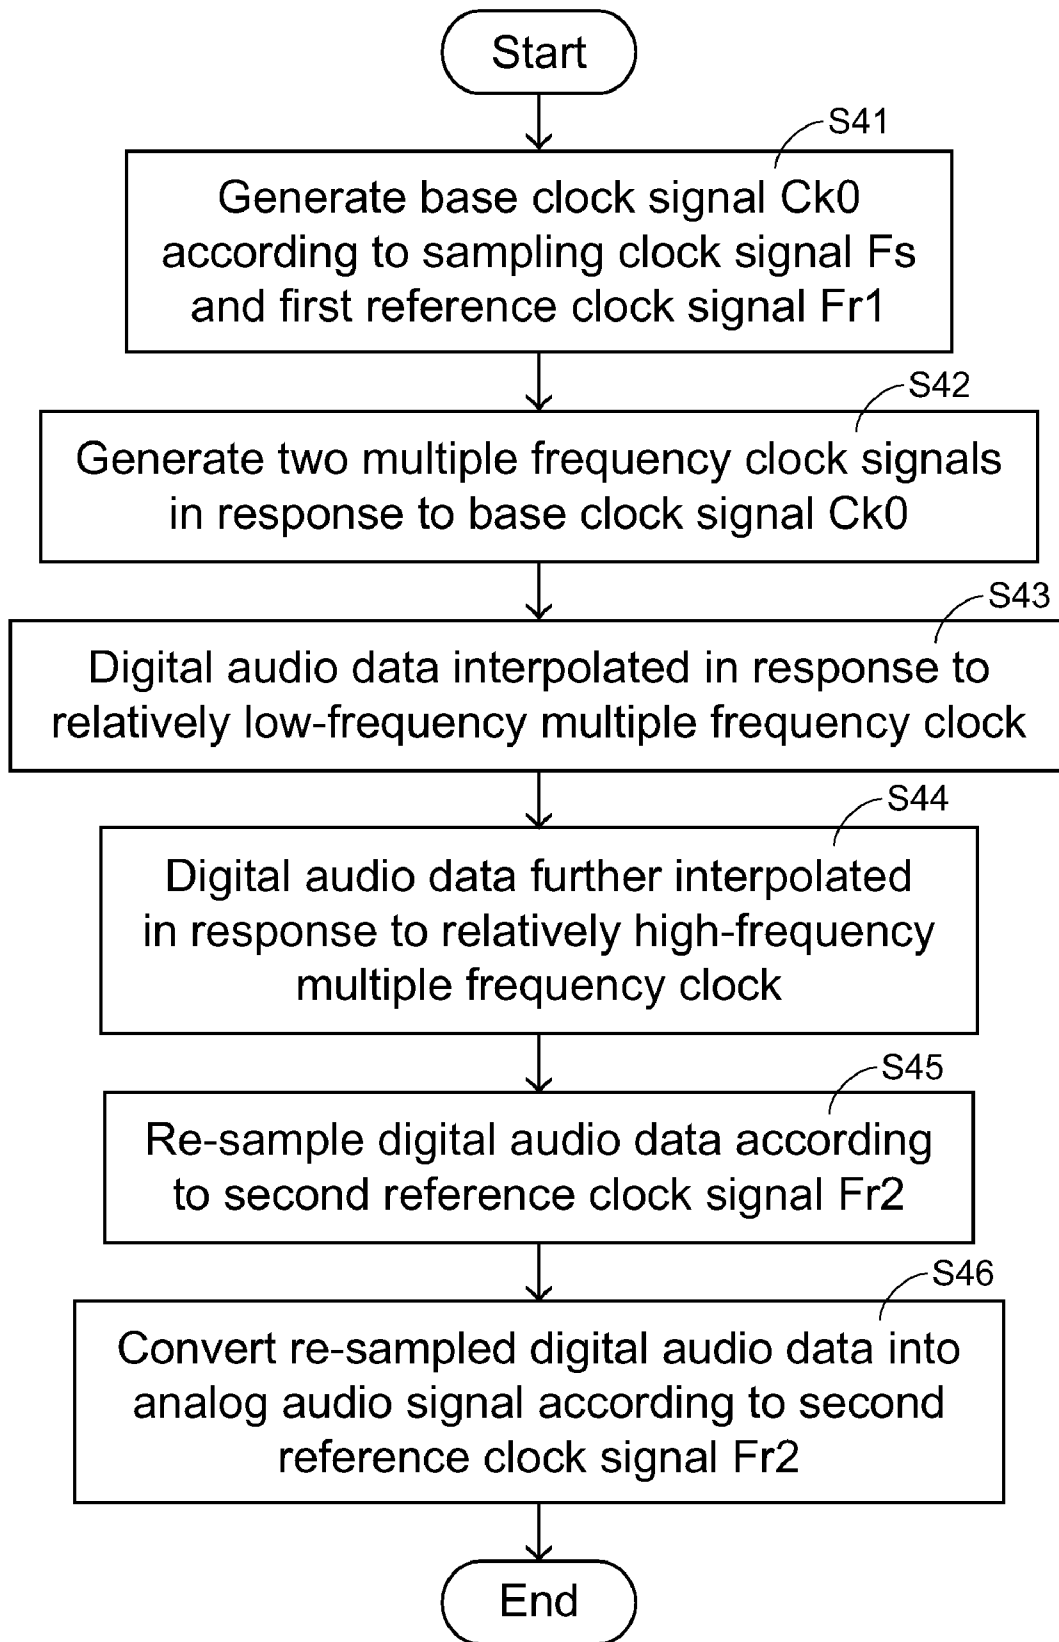 Start
S41
Generate base clock signal Ck0
according to sampling clock signal Fs
and first reference clock signal Fr1
S42
Generate two multiple frequency clock signals
in response to base clock signal Ck0
S43
Digital audio data interpolated in response to
relatively low-frequency multiple frequency clock
S44
Digital audio data further interpolated
in response to relatively high-frequency
multiple frequency clock
S45
Re-sample digital audio data according
to second reference clock signal Fr2
S46
Convert re-sampled digital audio data into
analog audio signal according to second
reference clock signal Fr2
End